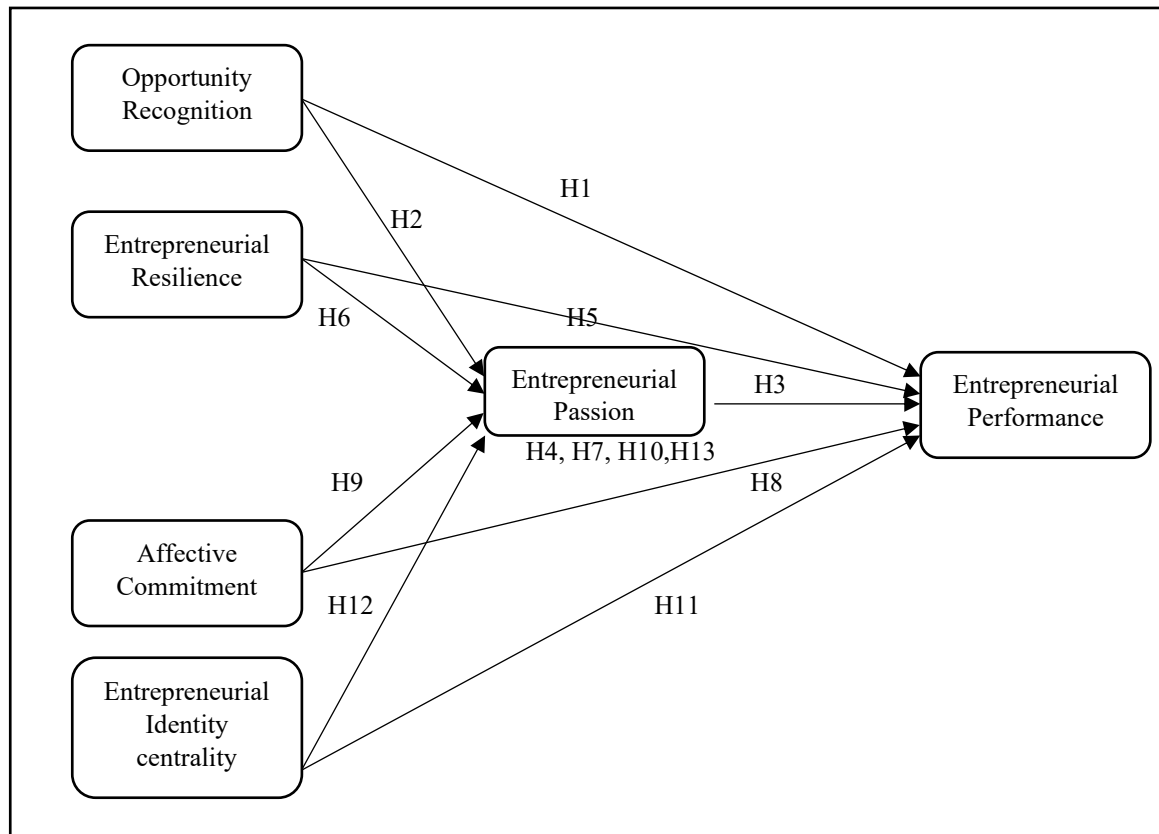 Opportunity
Recognition
H1
H2
Entrepreneurial
Resilience
H6
H5
Entrepreneurial
Passion
H3
Entrepreneurial
Performance
H4, H7, H10,H13
H9
H8
Affective
Commitment
H12
H11
Entrepreneurial
Identity
centrality